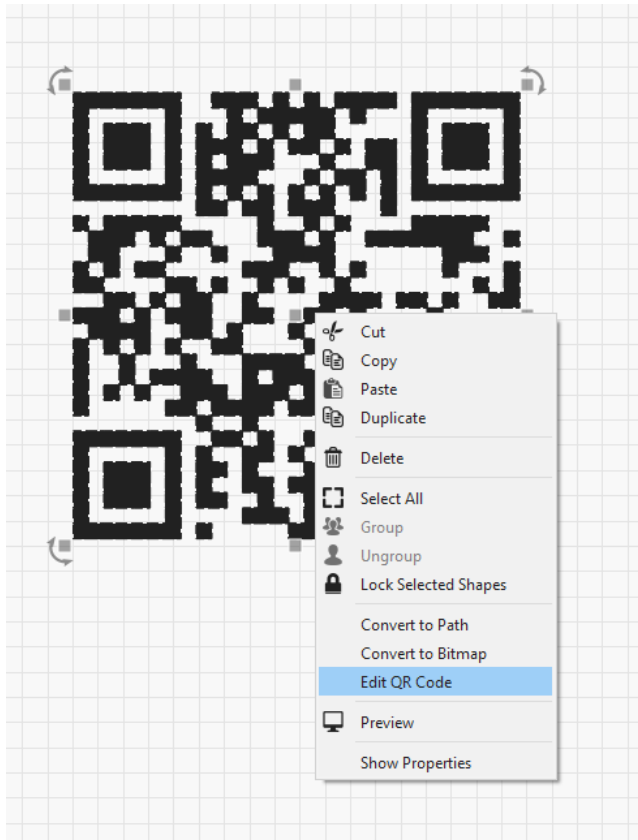 Cut
Copy
Paste
Duplicate
Delete
Select All
Group
Ungroup
Lock Selected Shapes
Convert to Path
Convert to Bitmap
Edit QR Code
Preview
Show Properties